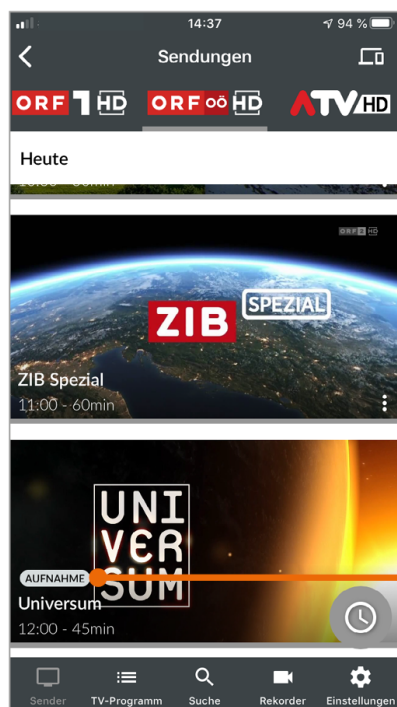 14:37
94 %
Sendungen
ORF 1 HD ORF OÖ HD ATV HD
Heute
ORF 2 HD
ZIB SPEZIAL
ZIB Spezial
11:00 - 60min
UNI
VER
SUM
AUFNAHME
Universum
12:00 - 45min
Sender TV-Programm Suche Rekorder Einstellungen